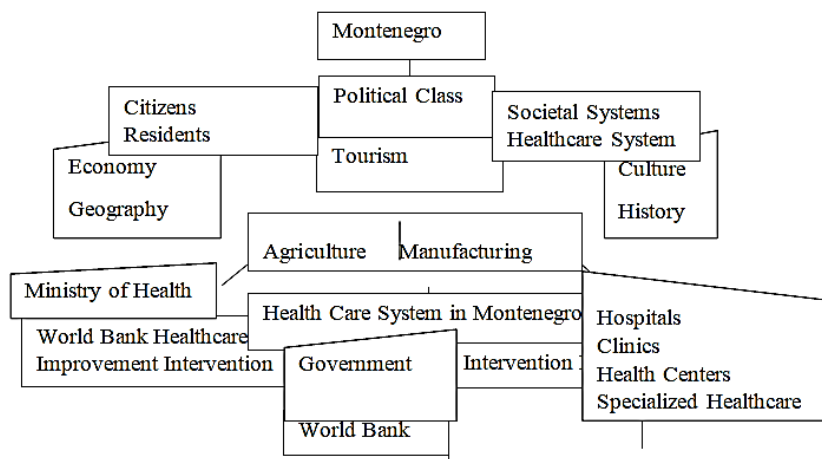 Montenegro
Political Class
Citizens
Residents
Societal Systems
Healthcare System
Tourism
Economy
Geography
Culture
History
Agriculture Manufacturing
Ministry of Health
Health Care System in Montenegro
World Bank Healthcare
Improvement Intervention
Government
Intervention
Hospitals
Clinics
Health Centers
Specialized Healthcare
World Bank